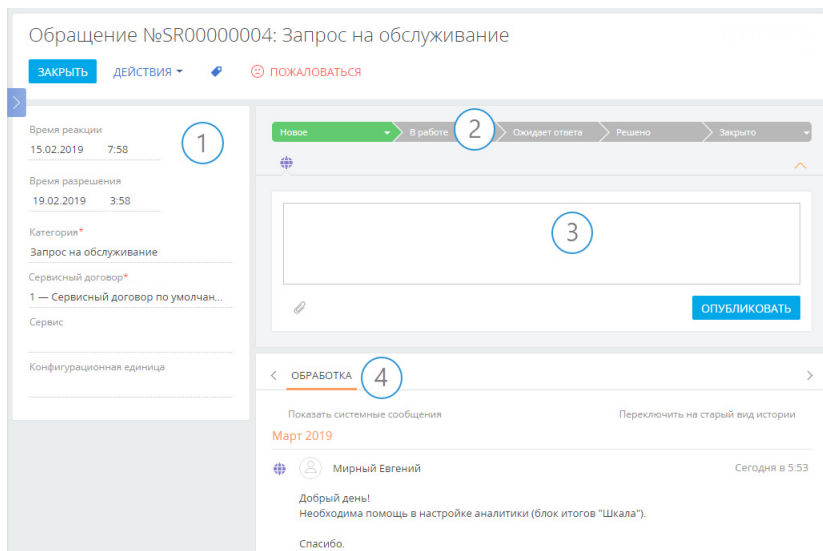 Обращение №SR00000004: Запрос на обслуживание
ЗАКРЫТЬ ДЕЙСТВИЯ ПОЖАЛОВАТЬСЯ
Время реакции
15.02.2019 7:58
Время разрешения
19.02.2019 3:58
Категория*
Запрос на обслуживание
Сервисный договор*
1 — Сервисный договор по умолчан...
Сервис
Конфигурационная единица
1
Новое В работе 2 Ожидает ответа Решено Закрыто
3
ОПУБЛИКОВАТЬ
ОБРАБОТКА 4
Показать системные сообщения Переключить на старый вид истории
Март 2019
Мирный Евгений Сегодня в 5:53
Добрый день!
Необходима помощь в настройке аналитики (блок итогов "Шкала").
Спасибо.